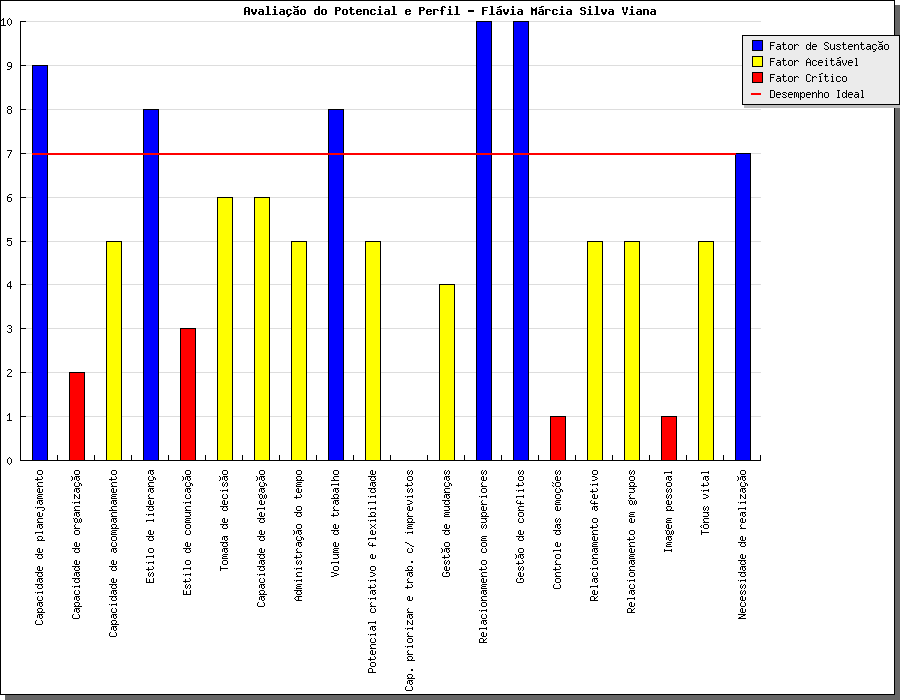 Avaliação do Potencial e Perfil - Flávia Márcia Silva Viana
Fator de Sustentação
Fator Aceitável
Fator Crítico
Desempenho Ideal
10
9
8
7
6
5
4
3
2
1
0
Capacidade de planejamento
Capacidade de organização
Capacidade de acompanhamento
Estilo de liderança
Estilo de comunicação
Tomada de decisão
Capacidade de delegação
Administração do tempo
Volume de trabalho
Potencial criativo e flexibilidade
Cap. priorizar e trab. c/ imprevistos
Gestão de mudanças
Relacionamento com superiores
Gestão de conflitos
Controle das emoções
Relacionamento afetivo
Relacionamento em grupos
Imagem pessoal
Tônus vital
Necessidade de realização